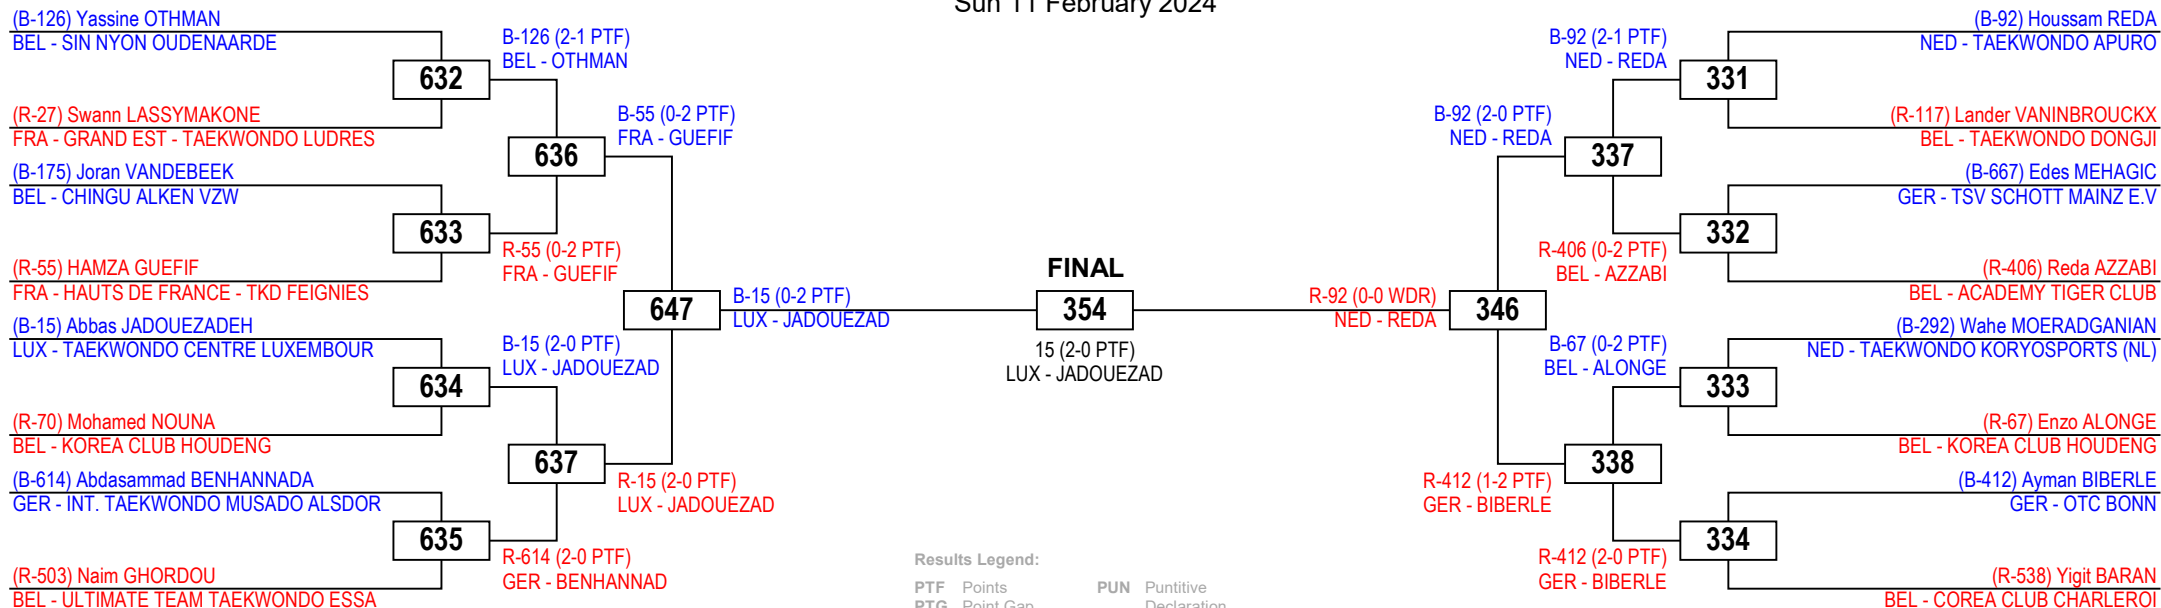 Sun 11 February 2024
(B-126) Yassine OTHMAN
BEL - SIN NYON OUDENAARDE
(R-27) Swann LASSYMAKONE
FRA - GRAND EST - TAEKWONDO LUDRES
(B-175) Joran VANDEBEEK
BEL - CHINGU ALKEN VZW
(R-55) HAMZA GUEFIF
FRA - HAUTS DE FRANCE - TKD FEIGNIES
(B-15) Abbas JADOUEZADEH
LUX - TAEKWONDO CENTRE LUXEMBOUR
(R-70) Mohamed NOUNA
BEL - KOREA CLUB HOUDENG
(B-614) Abdasammad BENHANNADA
GER - INT. TAEKWONDO MUSADO ALSDOR
(R-503) Naim GHORDOU
BEL - ULTIMATE TEAM TAEKWONDO ESSA
632
633
634
635
B-126 (2-1 PTF)
BEL - OTHMAN
R-55 (0-2 PTF)
FRA - GUEFIF
B-15 (2-0 PTF)
LUX - JADOUEZAD
R-614 (2-0 PTF)
GER - BENHANNAD
636
637
B-55 (0-2 PTF)
FRA - GUEFIF
R-15 (2-0 PTF)
LUX - JADOUEZAD
647
B-15 (0-2 PTF)
LUX - JADOUEZAD
FINAL
354
15 (2-0 PTF)
LUX - JADOUEZAD
R-92 (0-0 WDR)
NED - REDA
346
B-92 (2-0 PTF)
NED - REDA
R-412 (1-2 PTF)
GER - BIBERLE
337
338
B-92 (2-1 PTF)
NED - REDA
R-406 (0-2 PTF)
BEL - AZZABI
B-67 (0-2 PTF)
BEL - ALONGE
R-412 (2-0 PTF)
GER - BIBERLE
331
332
333
334
(B-92) Houssam REDA
NED - TAEKWONDO APURO
(R-117) Lander VANINBROUCKX
BEL - TAEKWONDO DONGJI
(B-667) Edes MEHAGIC
GER - TSV SCHOTT MAINZ E.V
(R-406) Reda AZZABI
BEL - ACADEMY TIGER CLUB
(B-292) Wahe MOERADGANIAN
NED - TAEKWONDO KORYOSPORTS (NL)
(R-67) Enzo ALONGE
BEL - KOREA CLUB HOUDENG
(B-412) Ayman BIBERLE
GER - OTC BONN
(R-538) Yigit BARAN
BEL - COREA CLUB CHARLEROI
Results Legend:
PTF Points PUN Puntitive
PTG Point Gap Declaration